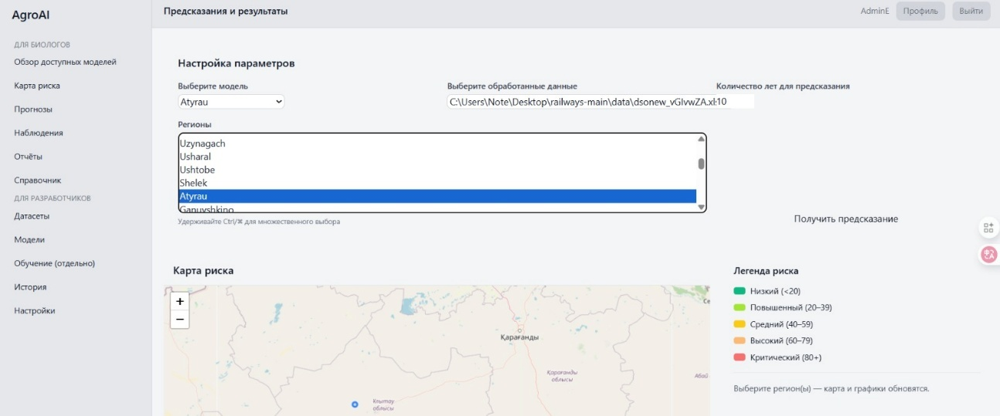 AgroAI
ДЛЯ БИОЛОГОВ
Обзор доступных моделей
Карта риска
Прогнозы
Наблюдения
Отчёты
Справочник
ДЛЯ РАЗРАБОТЧИКОВ
Датасеты
Модели
Обучение (отдельно)
История
Настройки
Предсказания и результаты
AdminE
Профиль
Выйти
Настройка параметров
Выберите модель
Atyrau
Выберите обработанные данные
C:\Users\Note\Desktop\railways-main\data\dsonew_vGIvwZA.xl
Количество лет для предсказания
10
Регионы
Uzynagach
Usharal
Ushtobe
Shelek
Atyrau
Ganuyshkino
Удерживайте Ctrl/⌘ для множественного выбора
Получить предсказание
Карта риска
+
−
Қарағанды
Қарағанды
облысы
Абай
Ұлытау
облысы
Легенда риска
Низкий (<20)
Повышенный (20–39)
Средний (40–59)
Высокий (60–79)
Критический (80+)
Выберите регион(ы) — карта и графики обновятся.